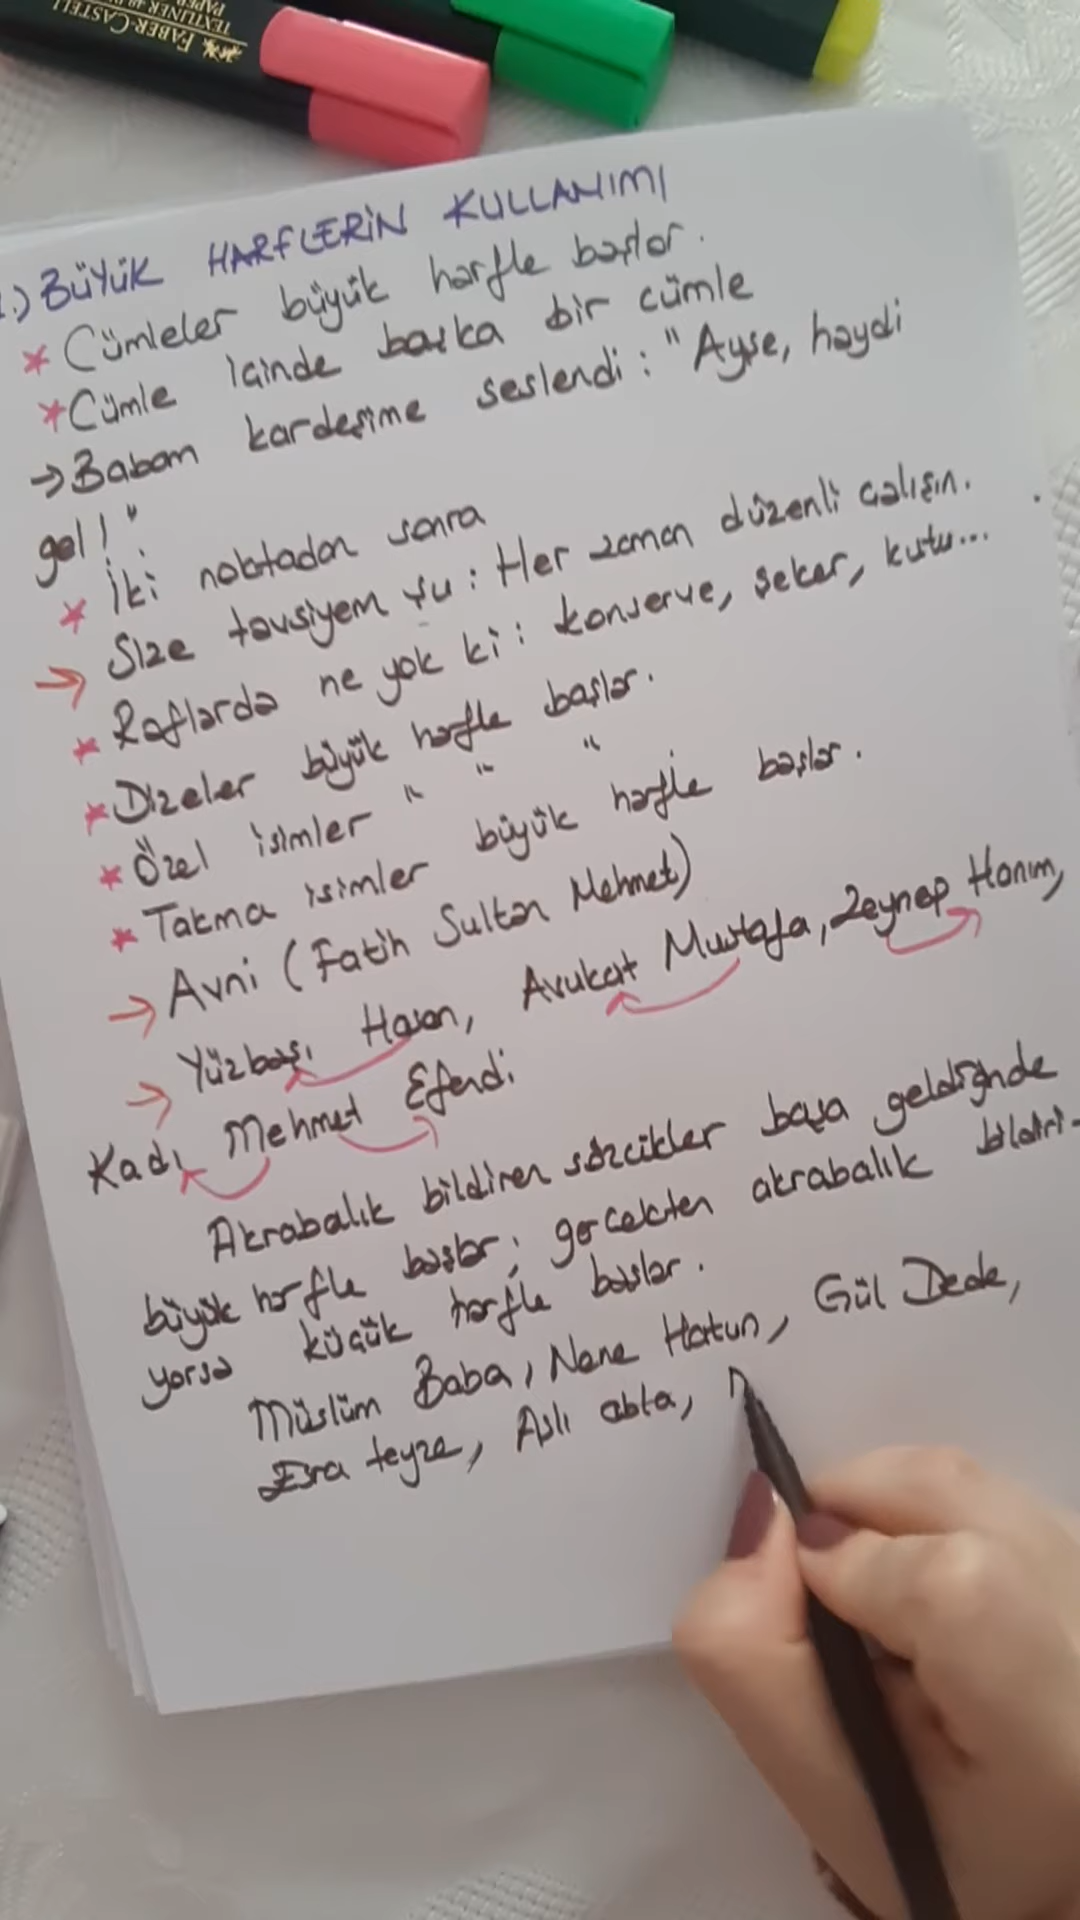 FABER-CASTELL
TEXTLINER
1.) BÜYÜK HARFLERİN KULLANIMI
* Cümleler büyük harfle başlar.
* Cümle içinde başka bir cümle
→ Babam kardeşime seslendi : "Ayşe, haydi
gel ! "
* İki noktadan sonra
→ Size tavsiyem şu : Her zaman düzenli çalışın.
* Raflarda ne yok ki : konserve, şeker, kutu...
* Dizeler büyük harfle başlar.
* Özel isimler " " "
* Takma isimler büyük harfle başlar.
→ Avni ( Fatih Sultan Mehmet)
→ Yüzbaşı Hasan, Avukat Mustafa, Zeynep Hanım,
Kadı Mehmet Efendi
Akrabalık bildiren sözcükler başa geldiğinde
büyük harfle başlar; gerçekten akrabalık bildiri-
yorsa küçük harfle başlar.
Müslüm Baba, Nene Hatun, Gül Dede,
Esra teyze, Aslı abla,